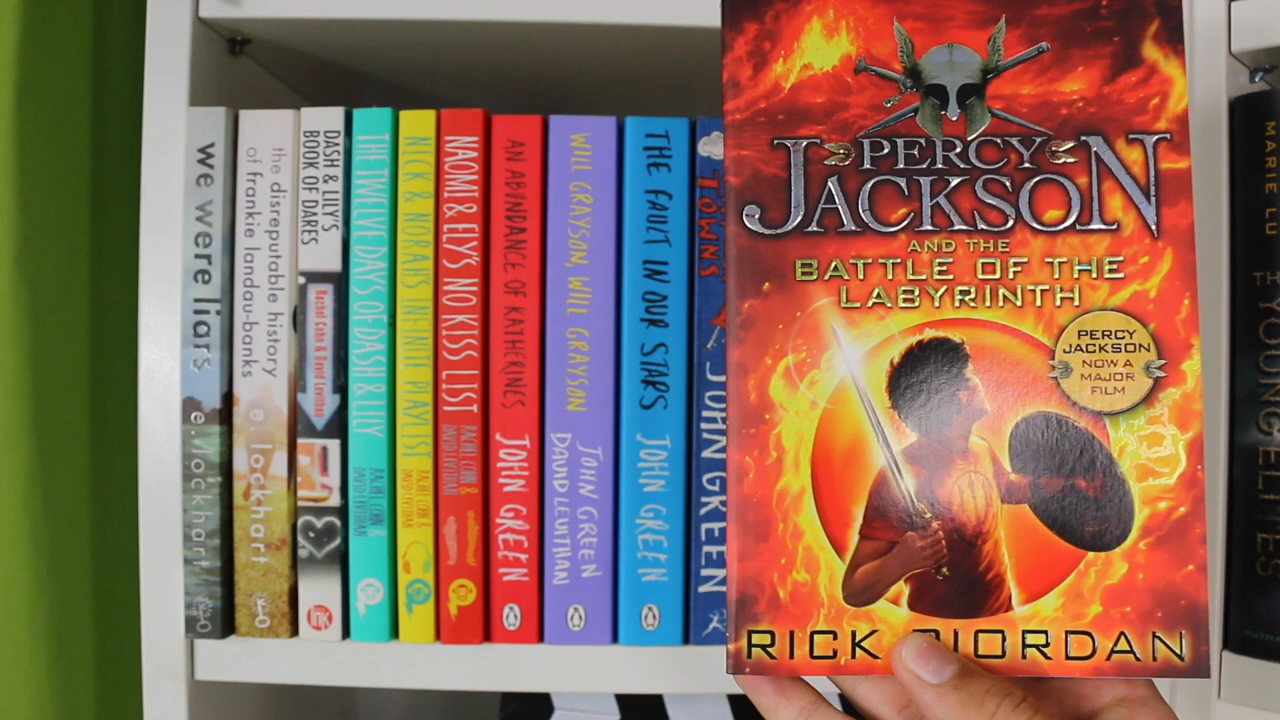 we were liars
e. lockhart
the disreputable history
of frankie landau-banks
e. lockhart
DASH & LILY'S
BOOK OF DARES
Rachel Cohn & David Levithan
ink
THE TWELVE DAYS OF DASH & LILY
RACHEL COHN &
DAVID LEVITHAN
NICK & NORAH'S INFINITE PLAYLIST
RACHEL COHN &
DAVID LEVITHAN
NAOMI & ELY'S NO KISS LIST
RACHEL COHN &
DAVID LEVITHAN
AN ABUNDANCE OF KATHERINES
JOHN GREEN
WILL GRAYSON, WILL GRAYSON
JOHN GREEN
DAVID LEVITHAN
THE FAULT IN OUR STARS
JOHN GREEN
TOWNS
JOHN GREEN
PERCY
JACKSON
AND THE
BATTLE OF THE
LABYRINTH
PERCY
JACKSON
NOW A
MAJOR
FILM
RICK RIORDAN
MARIE LU
THE YOUNG ELITES